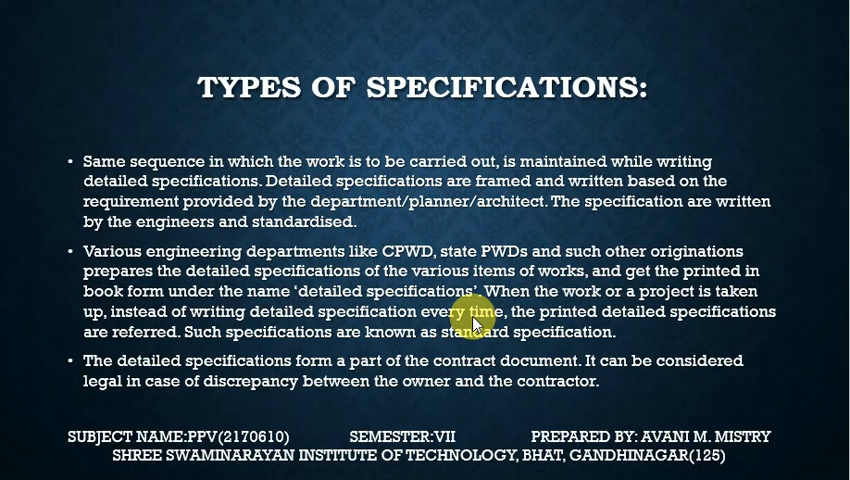 TYPES OF SPECIFICATIONS:
• Same sequence in which the work is to be carried out, is maintained while writing
detailed specifications. Detailed specifications are framed and written based on the
requirement provided by the department/planner/architect. The specification are written
by the engineers and standardised.
• Various engineering departments like CPWD, state PWDs and such other originations
prepares the detailed specifications of the various items of works, and get the printed in
book form under the name ‘detailed specifications’. When the work or a project is taken
up, instead of writing detailed specification every time, the printed detailed specifications
are referred. Such specifications are known as standard specification.
• The detailed specifications form a part of the contract document. It can be considered
legal in case of discrepancy between the owner and the contractor.
SUBJECT NAME:PPV(2170610) SEMESTER:VII PREPARED BY: AVANI M. MISTRY
SHREE SWAMINARAYAN INSTITUTE OF TECHNOLOGY, BHAT, GANDHINAGAR(125)